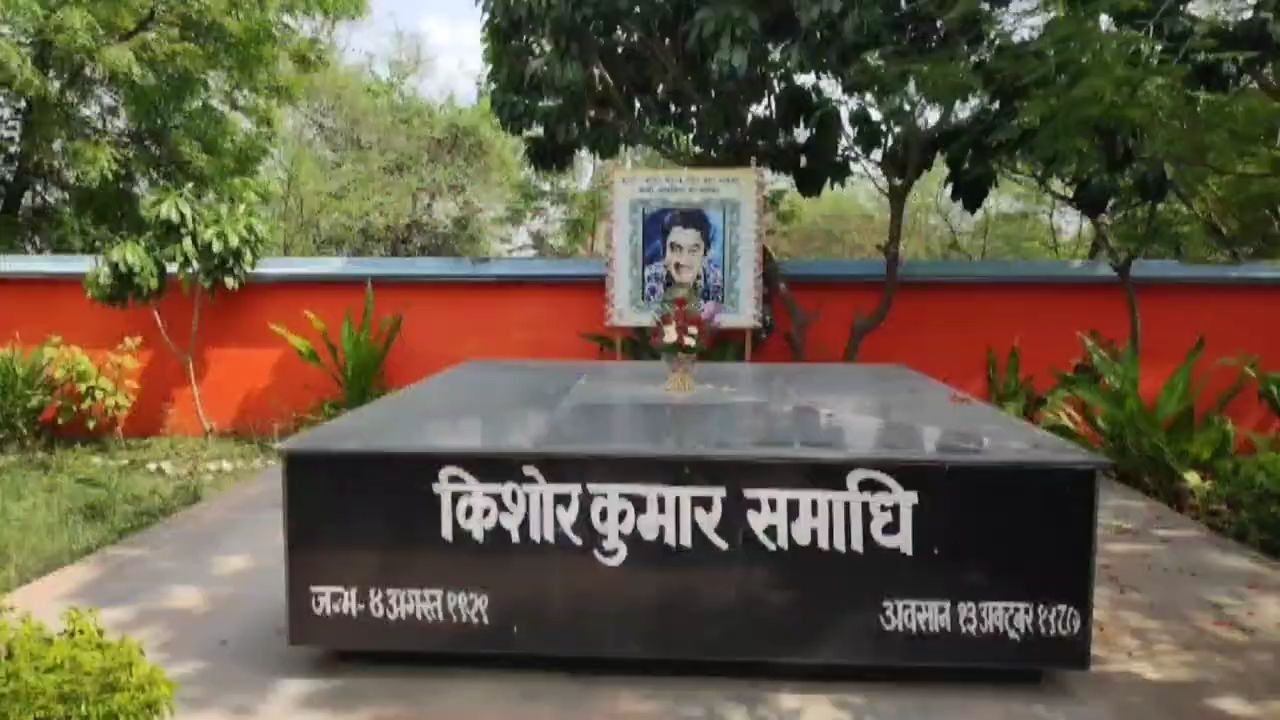 किशोर कुमार समाधि
जन्म- ४ अगस्त १९२९
अवसान १३ अक्टूबर १९८७